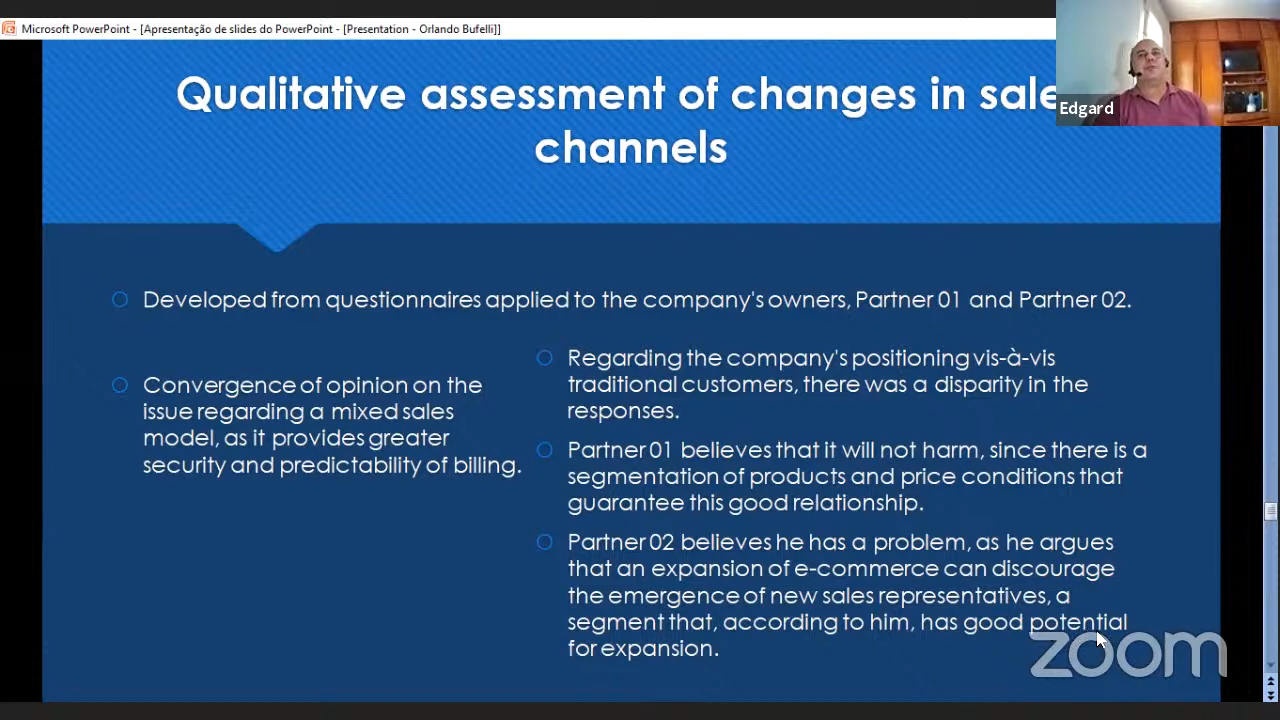 Microsoft PowerPoint - [Apresentação de slides do PowerPoint - [Presentation - Orlando Bufelli]]
Edgard
Qualitative assessment of changes in sale
channels
Developed from questionnaires applied to the company's owners, Partner 01 and Partner 02.
Convergence of opinion on the
issue regarding a mixed sales
model, as it provides greater
security and predictability of billing.
Regarding the company's positioning vis-à-vis
traditional customers, there was a disparity in the
responses.
Partner 01 believes that it will not harm, since there is a
segmentation of products and price conditions that
guarantee this good relationship.
Partner 02 believes he has a problem, as he argues
that an expansion of e-commerce can discourage
the emergence of new sales representatives, a
segment that, according to him, has good potential
for expansion.
zoom